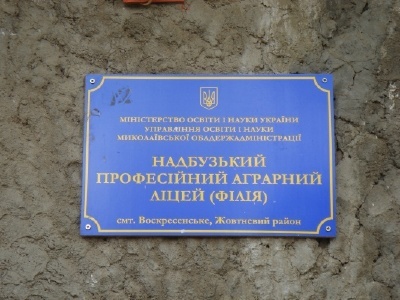 МІНІСТЕРСТВО ОСВІТИ І НАУКИ УКРАЇНИ
УПРАВЛІННЯ ОСВІТИ І НАУКИ
МИКОЛАЇВСЬКОЇ ОБЛДЕРЖАДМІНІСТРАЦІЇ
НАДБУЗЬКИЙ
ПРОФЕСІЙНИЙ АГРАРНИЙ
ЛІЦЕЙ (ФІЛІЯ)
смт. Воскресенське, Жовтневий район